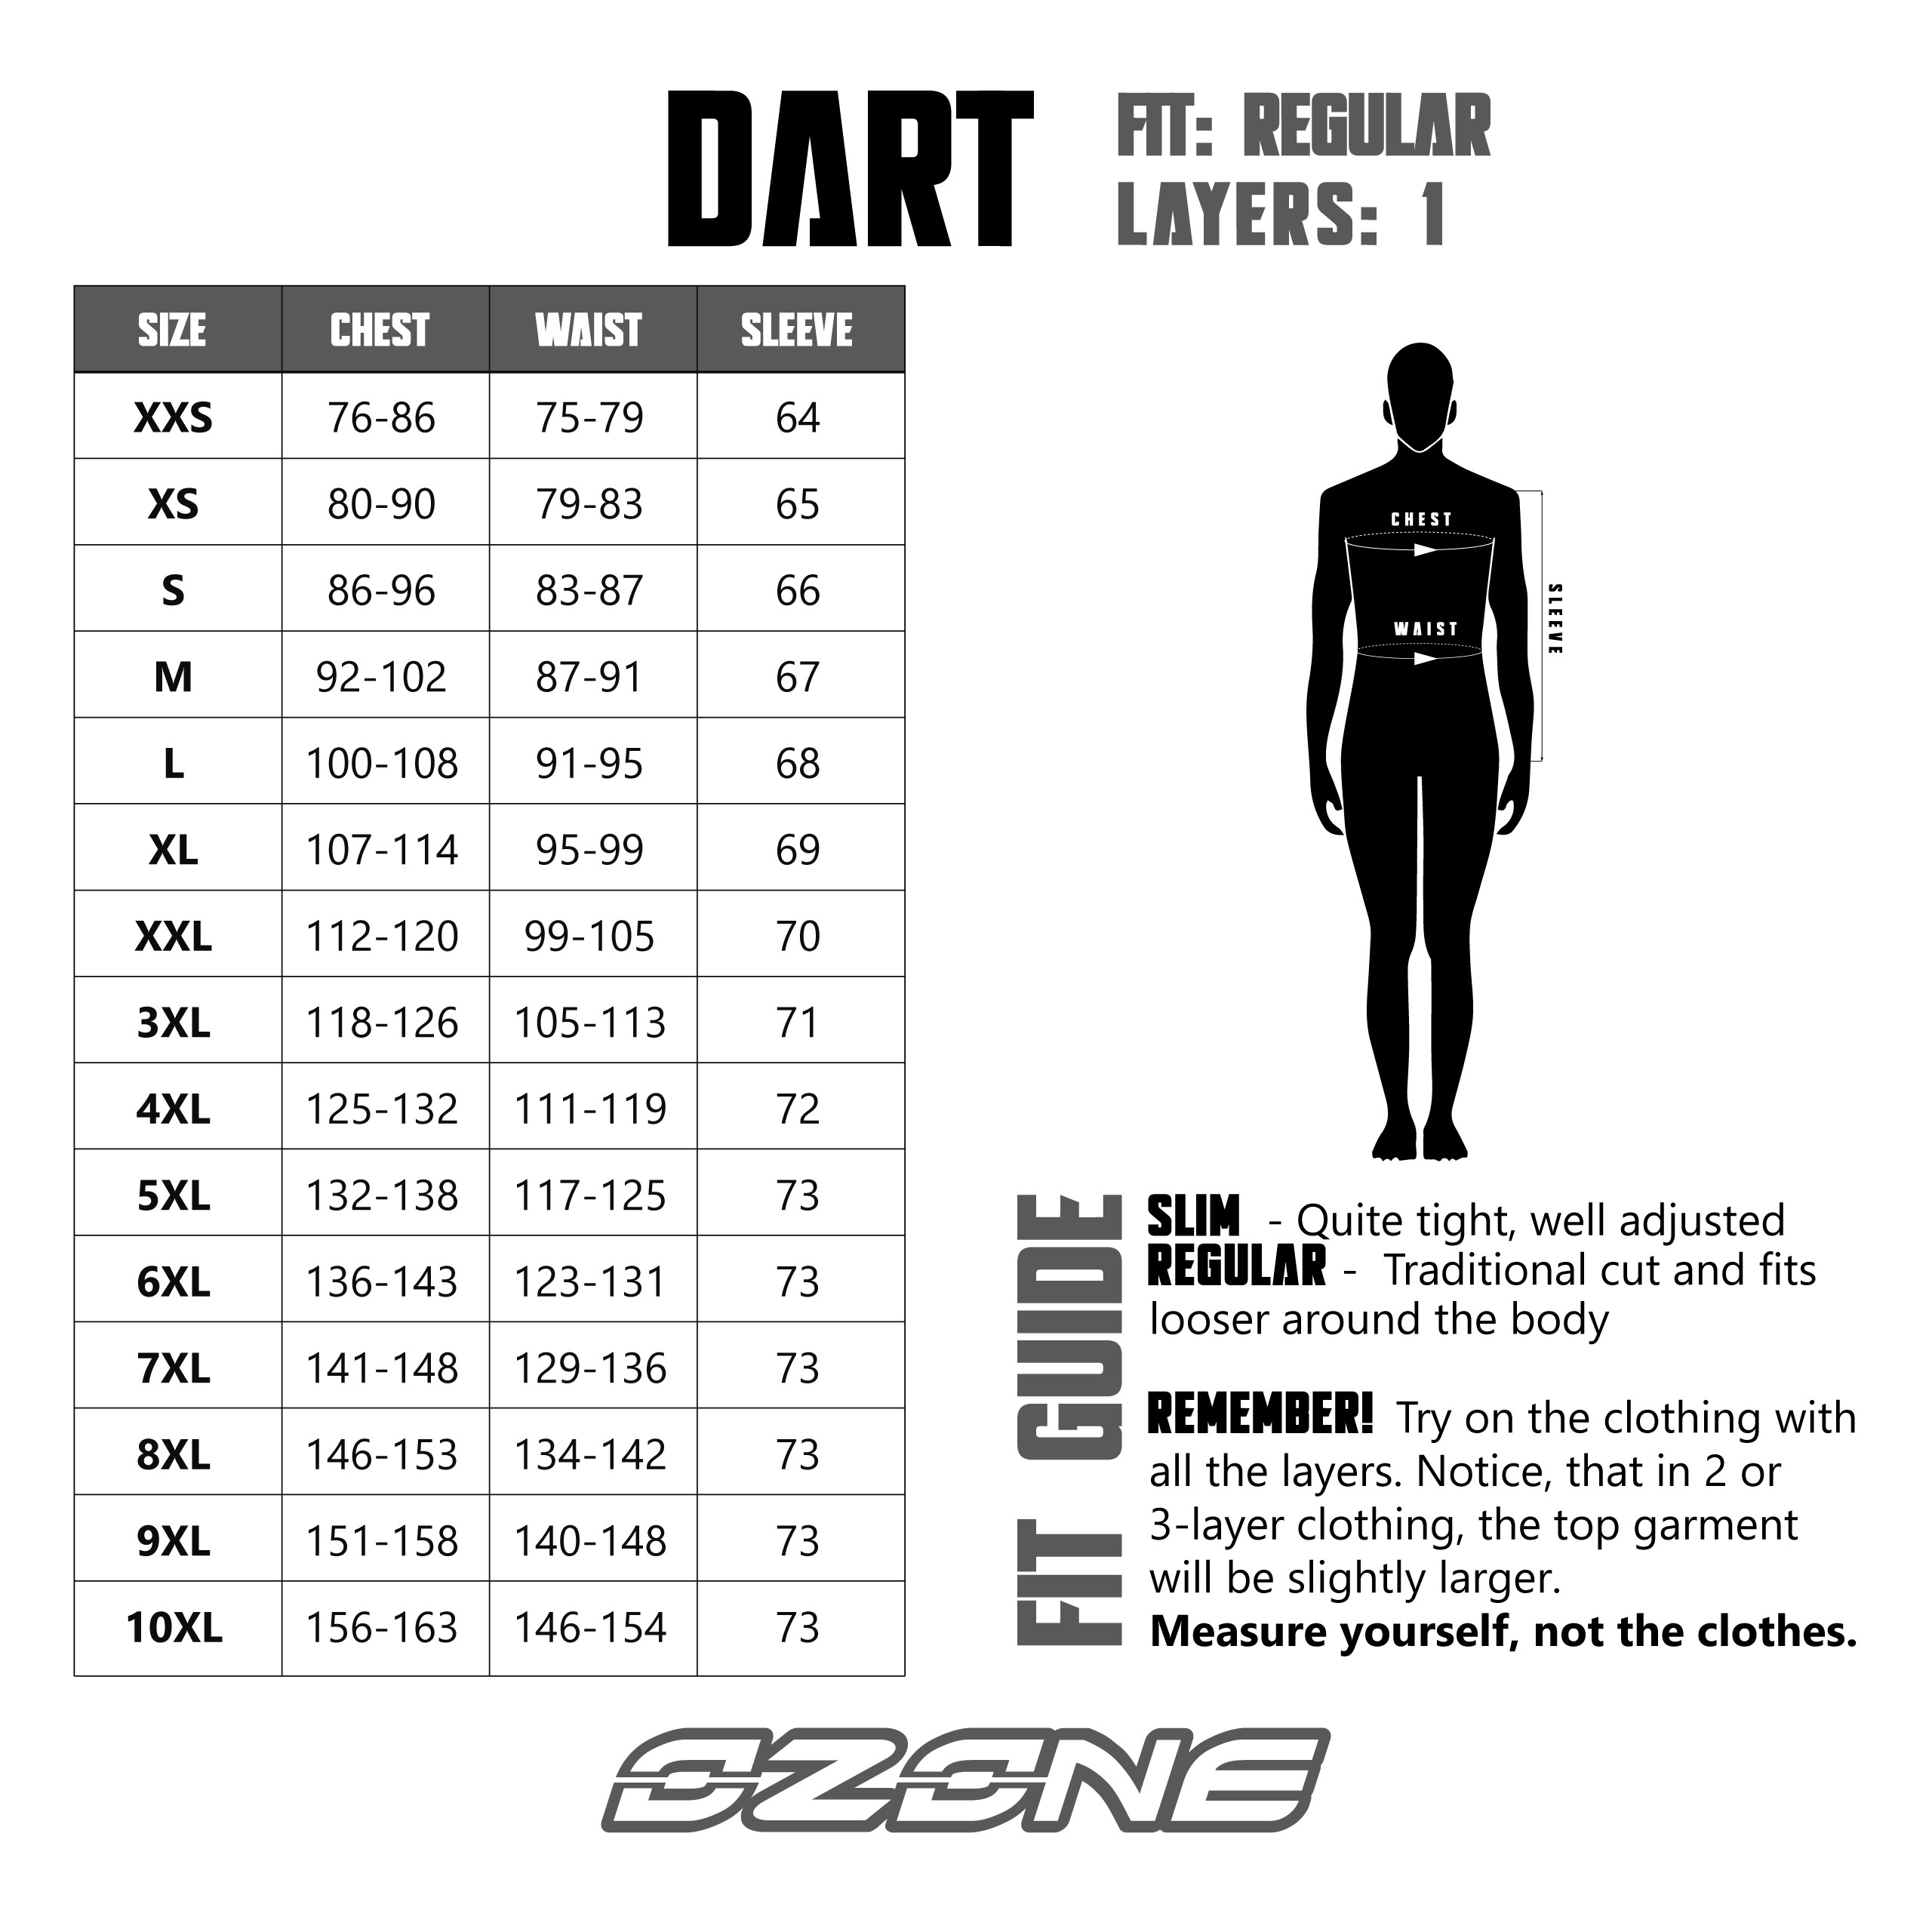 DART
FIT: REGULAR
LAYERS: 1
SIZE CHEST WAIST SLEEVE
XXS 76-86 75-79 64
XS 80-90 79-83 65
S 86-96 83-87 66
M 92-102 87-91 67
L 100-108 91-95 68
XL 107-114 95-99 69
XXL 112-120 99-105 70
3XL 118-126 105-113 71
4XL 125-132 111-119 72
5XL 132-138 117-125 73
6XL 136-143 123-131 73
7XL 141-148 129-136 73
8XL 146-153 134-142 73
9XL 151-158 140-148 73
10XL 156-163 146-154 73
CHEST
WAIST
SLEEVE
FIT GUIDE
SLIM - Quite tight, well adjusted
REGULAR - Traditional cut and fits
looser around the body
REMEMBER! Try on the clothing with
all the layers. Notice, that in 2 or
3-layer clothing, the top garment
will be slightly larger.
Measure yourself, not the clothes.
OZONE